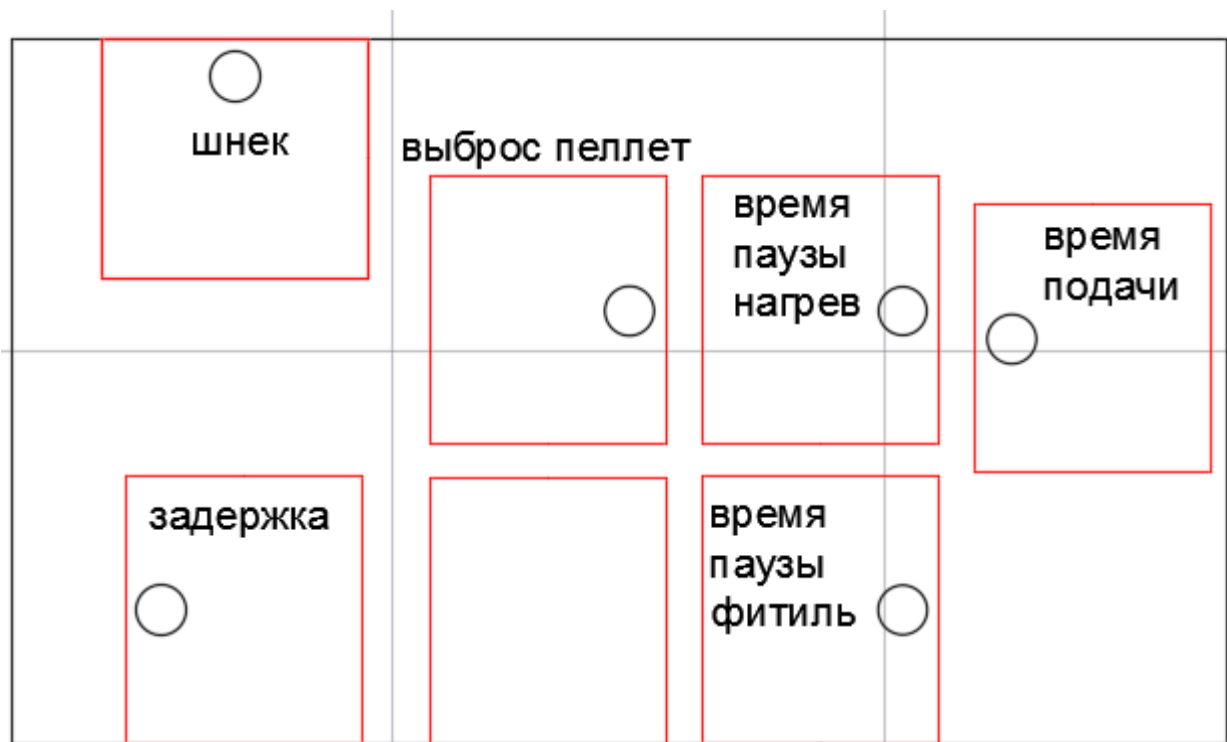 шнек
выброс пеллет
время
паузы
нагрев
время
подачи
задержка
время
паузы
фитиль